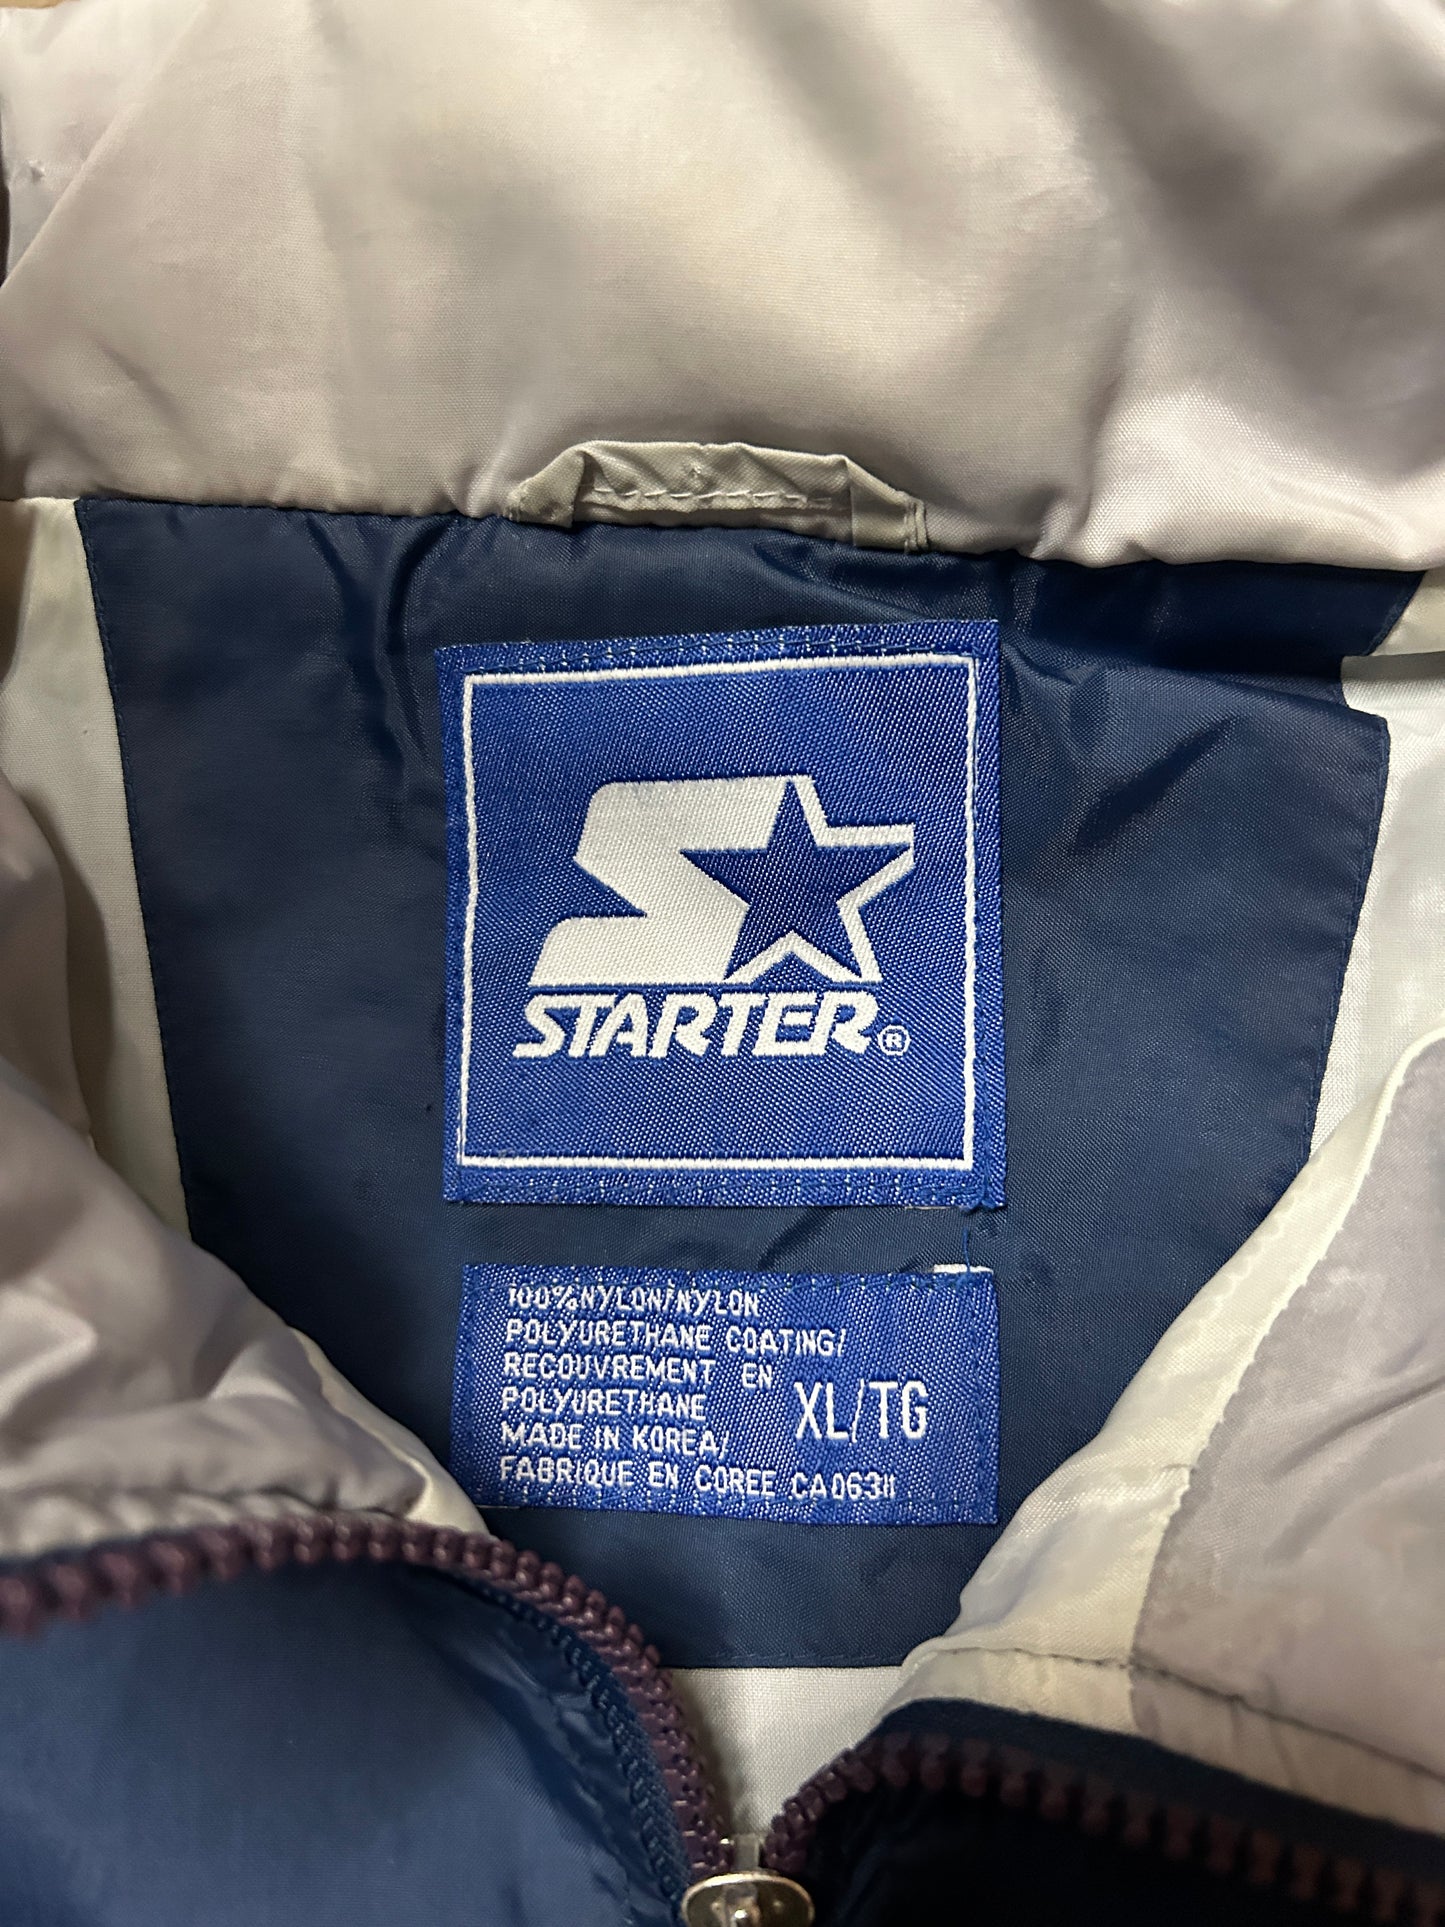 STARTER®
100%NYLON/NYLON
POLYURETHANE COATING/
RECOUVREMENT EN
POLYURETHANE
MADE IN KOREA/
FABRIQUE EN COREE CA06311
XL/TG